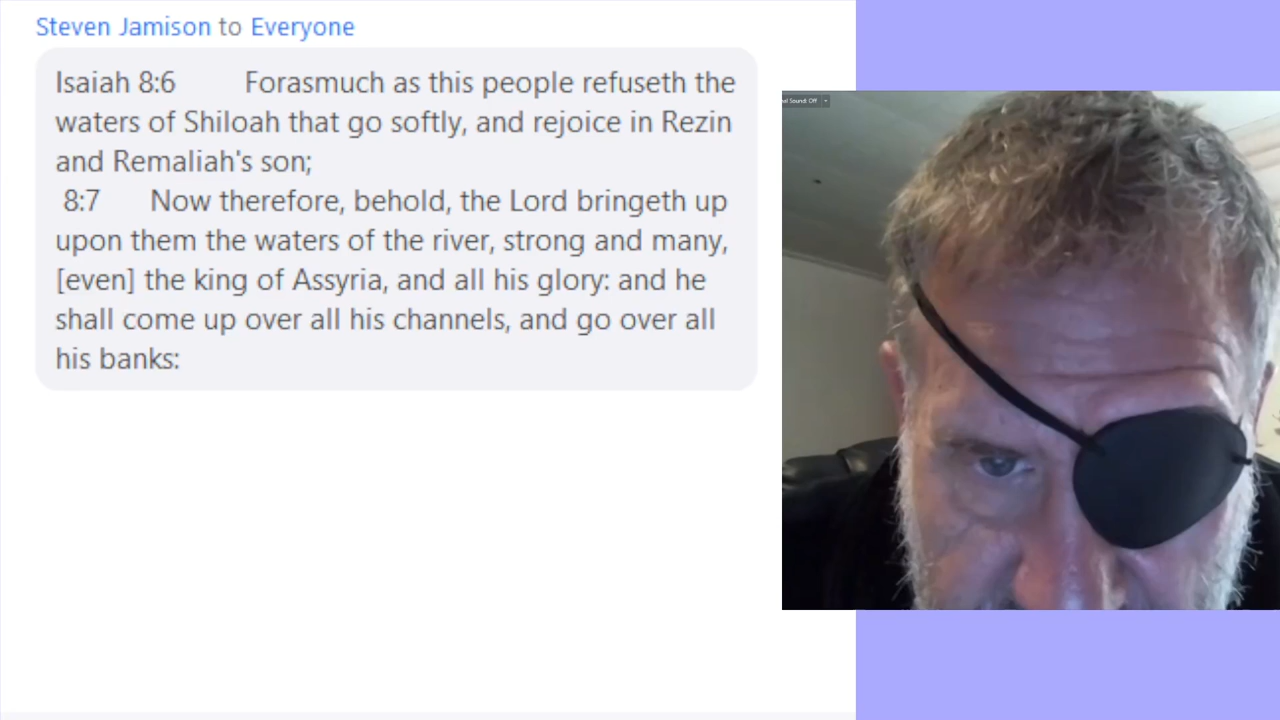 Steven Jamison to Everyone
Isaiah 8:6 Forasmuch as this people refuseth the
waters of Shiloah that go softly, and rejoice in Rezin
and Remaliah's son;
8:7 Now therefore, behold, the Lord bringeth up
upon them the waters of the river, strong and many,
[even] the king of Assyria, and all his glory: and he
shall come up over all his channels, and go over all
his banks:
Sound: Off